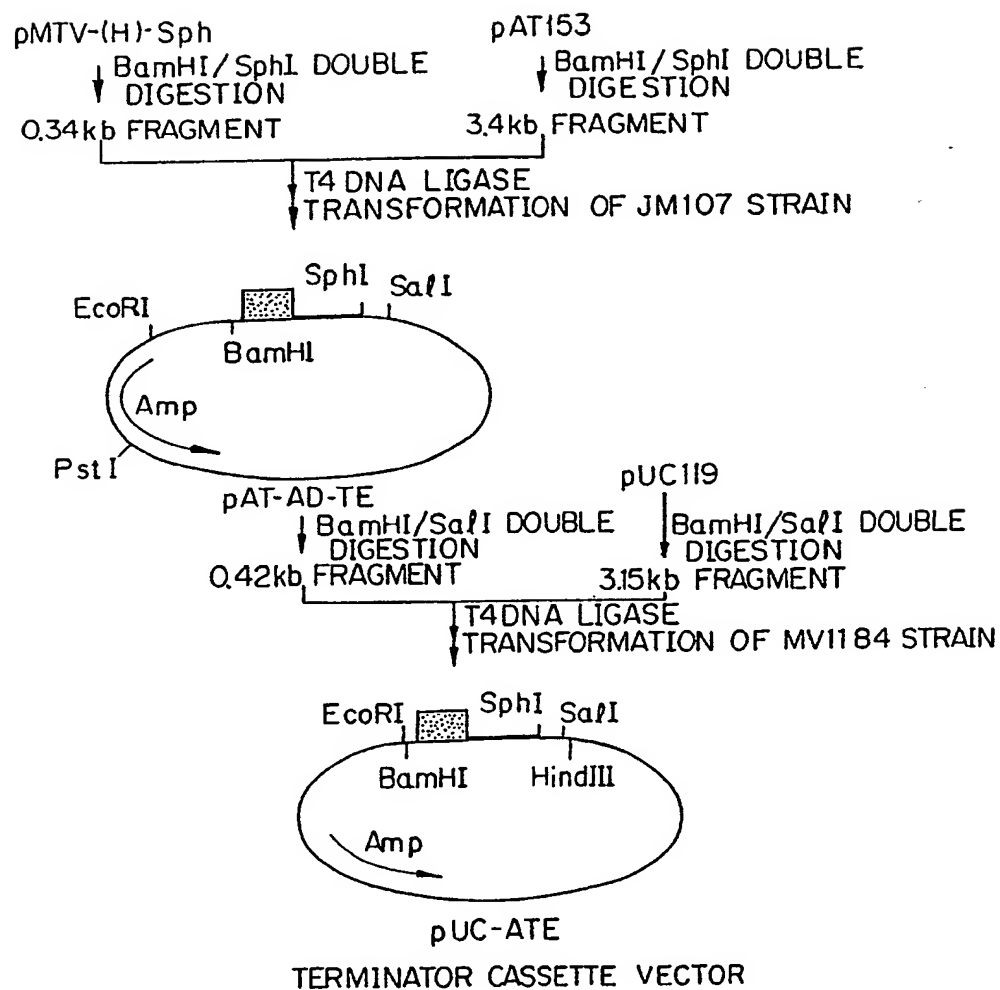 pMTV-(H)-Sph
pAT153
BamHI/SphI DOUBLE
DIGESTION
BamHI/SphI DOUBLE
DIGESTION
0.34kb FRAGMENT
3.4kb FRAGMENT
T4 DNA LIGASE
TRANSFORMATION OF JM107 STRAIN
SphI
SalI
EcoRI
BamHI
Amp
PstI
pAT-AD-TE
pUC119
BamHI/SalI DOUBLE
DIGESTION
BamHI/SalI DOUBLE
DIGESTION
0.42kb FRAGMENT
3.15kb FRAGMENT
T4 DNA LIGASE
TRANSFORMATION OF MV1184 STRAIN
EcoRI
SphI
SalI
BamHI
HindIII
Amp
pUC-ATE
TERMINATOR CASSETTE VECTOR